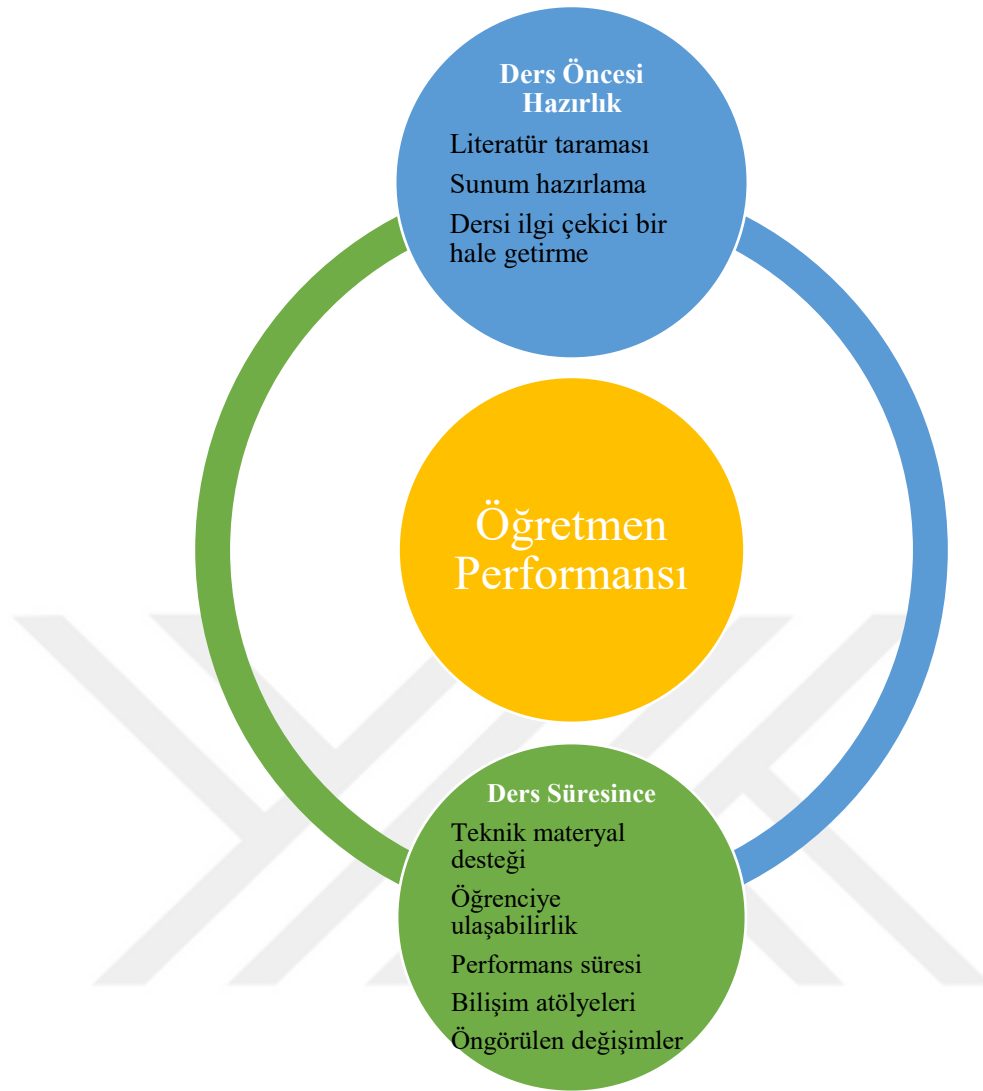 Ders Öncesi
Hazırlık
Literatür taraması
Sunum hazırlama
Dersi ilgi çekici bir
hale getirme
Öğretmen
Performansı
Ders Süresince
Teknik materyal
desteği
Öğrenciye
ulaşabilirlik
Performans süresi
Bilişim atölyeleri
Öngörülen değişimler